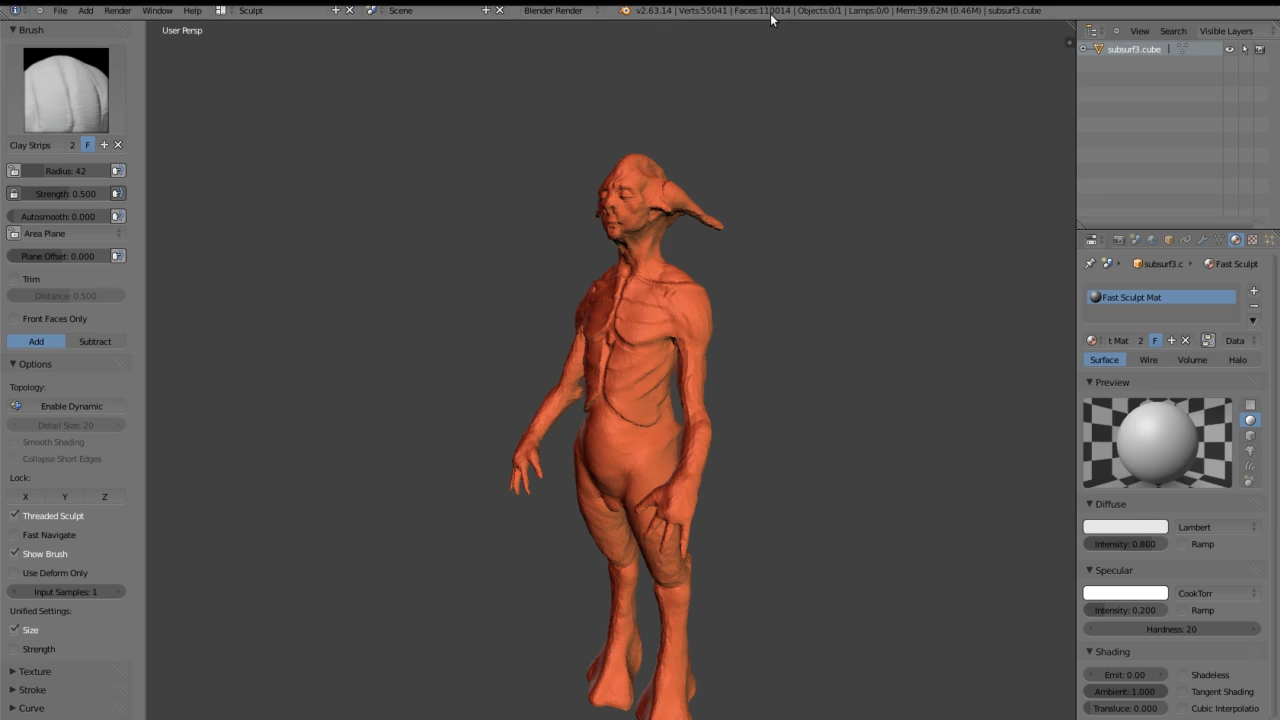 File Add Render Window Help Sculpt Scene Blender Render v2.63.14 | Verts:55041 | Faces:110014 | Objects:0/1 | Lamps:0/0 | Mem:39.62M (0.46M) | subsurf3.cube
Brush
User Persp
View Search Visible Layers
subsurf3.cube
Clay Strips 2 F
Radius: 42
Strength: 0.500
Autosmooth: 0.000
Area Plane
Plane Offset: 0.000
Trim
Distance: 0.500
Front Faces Only
Add Subtract
Options
Topology:
Enable Dynamic
Detail Size: 20
Smooth Shading
Collapse Short Edges
Lock:
X Y Z
Threaded Sculpt
Fast Navigate
Show Brush
Use Deform Only
Input Samples: 1
Unified Settings:
Size
Strength
Texture
Stroke
Curve
subsurf3.c Fast Sculpt
Fast Sculpt Mat
t Mat 2 F Data
Surface Wire Volume Halo
Preview
Diffuse
Lambert
Intensity: 0.800 Ramp
Specular
CookTorr
Intensity: 0.200 Ramp
Hardness: 20
Shading
Emit: 0.00 Shadeless
Ambient: 1.000 Tangent Shading
Transluce: 0.000 Cubic Interpolatio